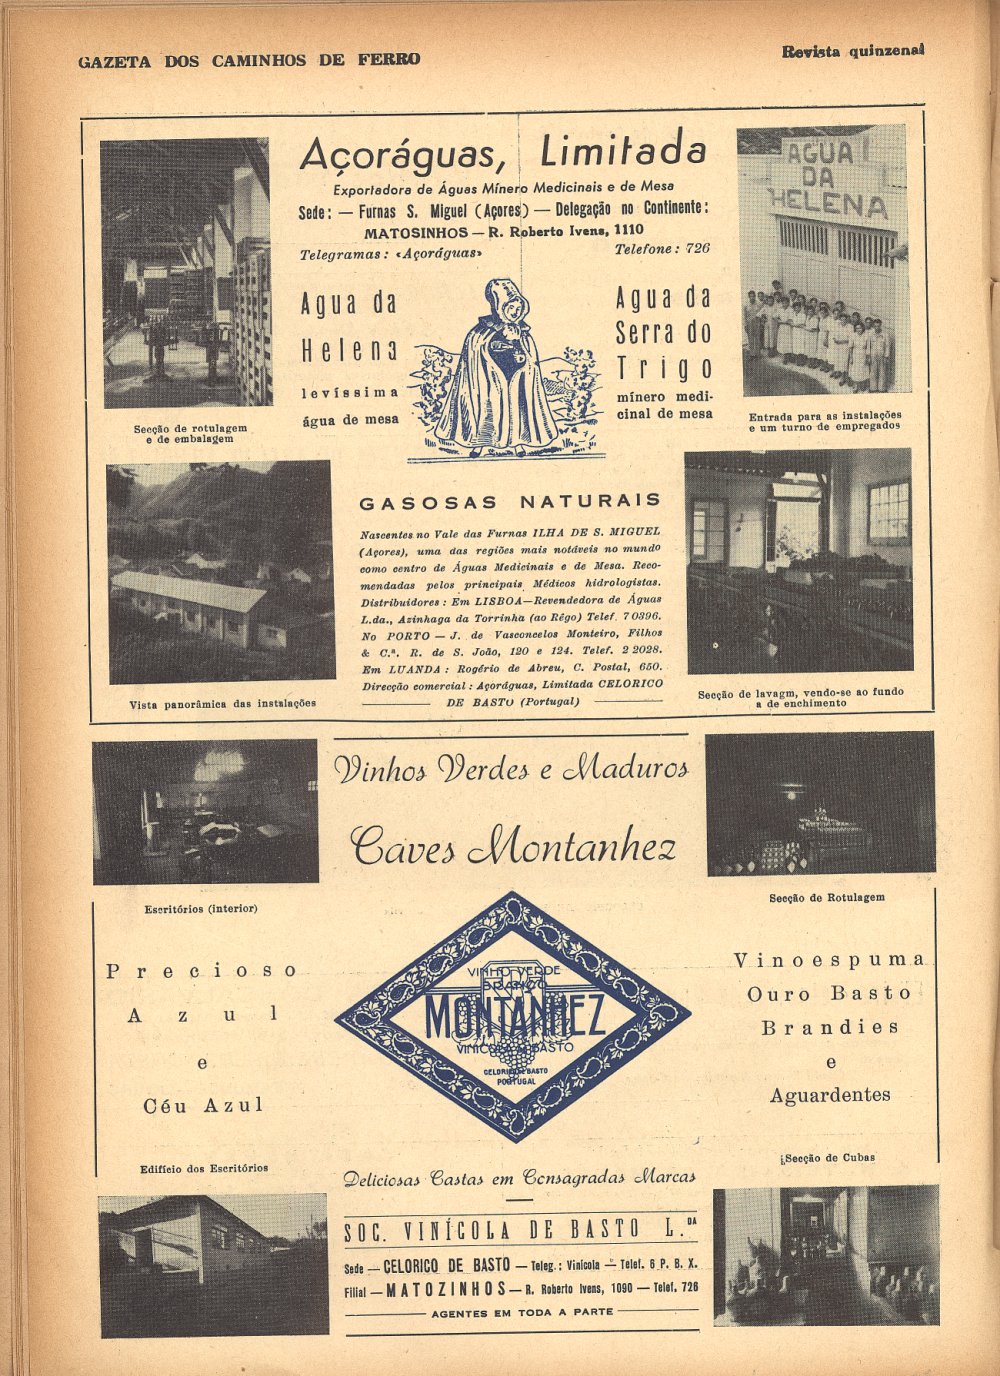 GAZETA DOS CAMINHOS DE FERRO
Revista quinzenal
Açoráguas, Limitada
Exportadora de Águas Mínero Medicinais e de Mesa
Sede: — Furnas S. Miguel (Açores) — Delegação no Continente:
MATOSINHOS — R. Roberto Ivens, 1110
Telegramas: «Açoráguas»
Telefone: 726
AGUA
DA
HELENA
Agua da
Helena
levíssima
água de mesa
Agua da
Serra do
Trigo
mínero medi-
cinal de mesa
Secção de rotulagem
e de embalagem
Entrada para as instalações
e um turno de empregados
GASOSAS NATURAIS
Nascentes no Vale das Furnas ILHA DE S. MIGUEL
(Açores), uma das regiões mais notáveis no mundo
como centro de Águas Medicinais e de Mesa. Reco-
mendadas pelos principais Médicos hidrologistas.
Distribuidores: Em LISBOA—Revendedora de Águas
L.da., Azinhaga da Torrinha (ao Rêgo) Telef. 70396.
No PORTO — J. de Vasconcelos Monteiro, Filhos
& C.ª. R. de S. João, 120 e 124. Telef. 2 2028.
Em LUANDA: Rogério de Abreu, C. Postal, 650.
Direcção comercial: Açoráguas, Limitada CELORICO
DE BASTO (Portugal)
Vista panorâmica das instalações
Secção de lavagm, vendo-se ao fundo
a de enchimento
Vinhos Verdes e Maduros
Caves Montanhez
Escritórios (interior)
Secção de Rotulagem
Precioso
Azul
e
Céu Azul
VINHO VERDE
BRANCO
MONTANHEZ
VINICOLA DE BASTO
CELORICO DE BASTO
PORTUGAL
Vinoespuma
Ouro Basto
Brandies
e
Aguardentes
Edifício dos Escritórios
Secção de Cubas
Deliciosas Castas em Consagradas Marcas
SOC. VINÍCOLA DE BASTO L.DA
Sede — CELORICO DE BASTO — Teleg.: Vinícola — Telef. 6 P. B. X.
Filial — MATOZINHOS — R. Roberto Ivens, 1090 — Telef. 726
AGENTES EM TODA A PARTE